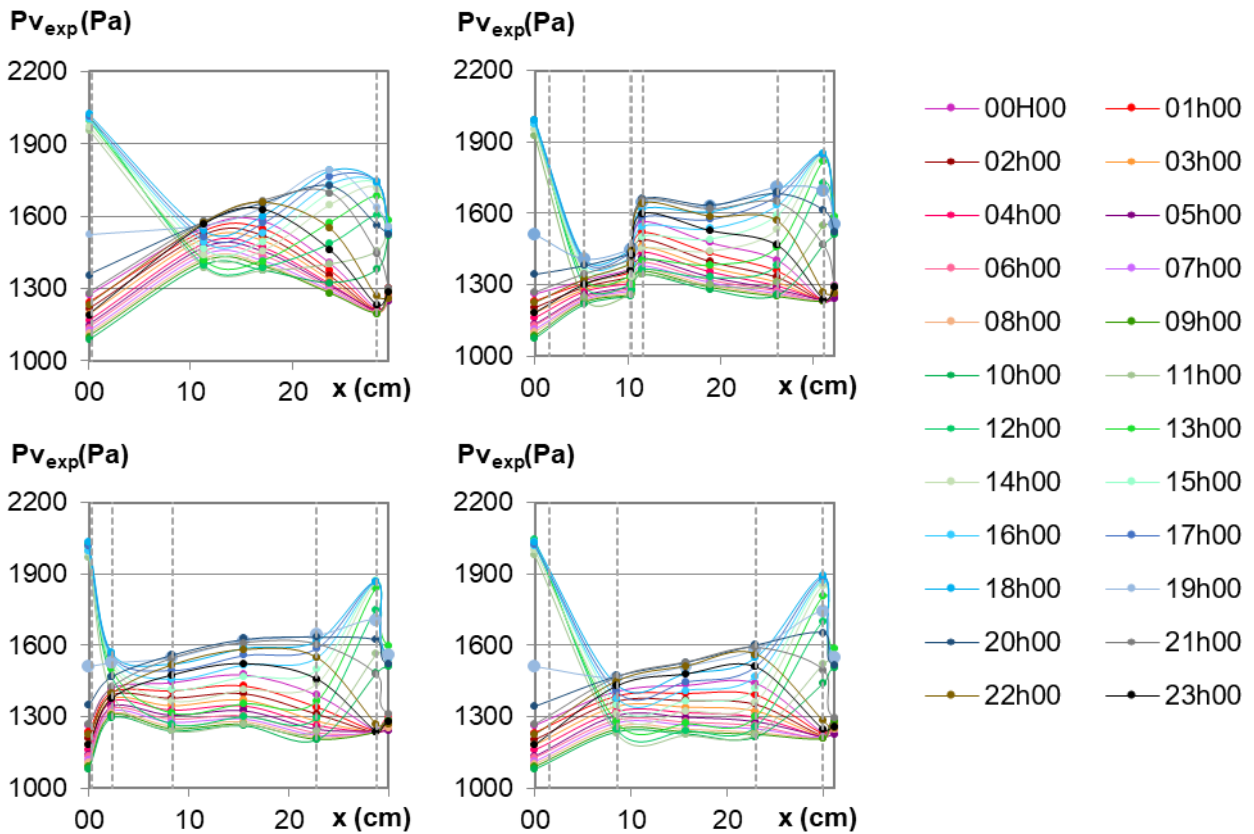 Pvexp(Pa)
2200
1900
1600
1300
1000
00
10
20
x (cm)
Pvexp(Pa)
2200
1900
1600
1300
1000
00
10
20
x (cm)
Pvexp(Pa)
2200
1900
1600
1300
1000
00
10
20
x (cm)
Pvexp(Pa)
2200
1900
1600
1300
1000
00
10
20
x (cm)
00H00 01h00
02h00 03h00
04h00 05h00
06h00 07h00
08h00 09h00
10h00 11h00
12h00 13h00
14h00 15h00
16h00 17h00
18h00 19h00
20h00 21h00
22h00 23h00